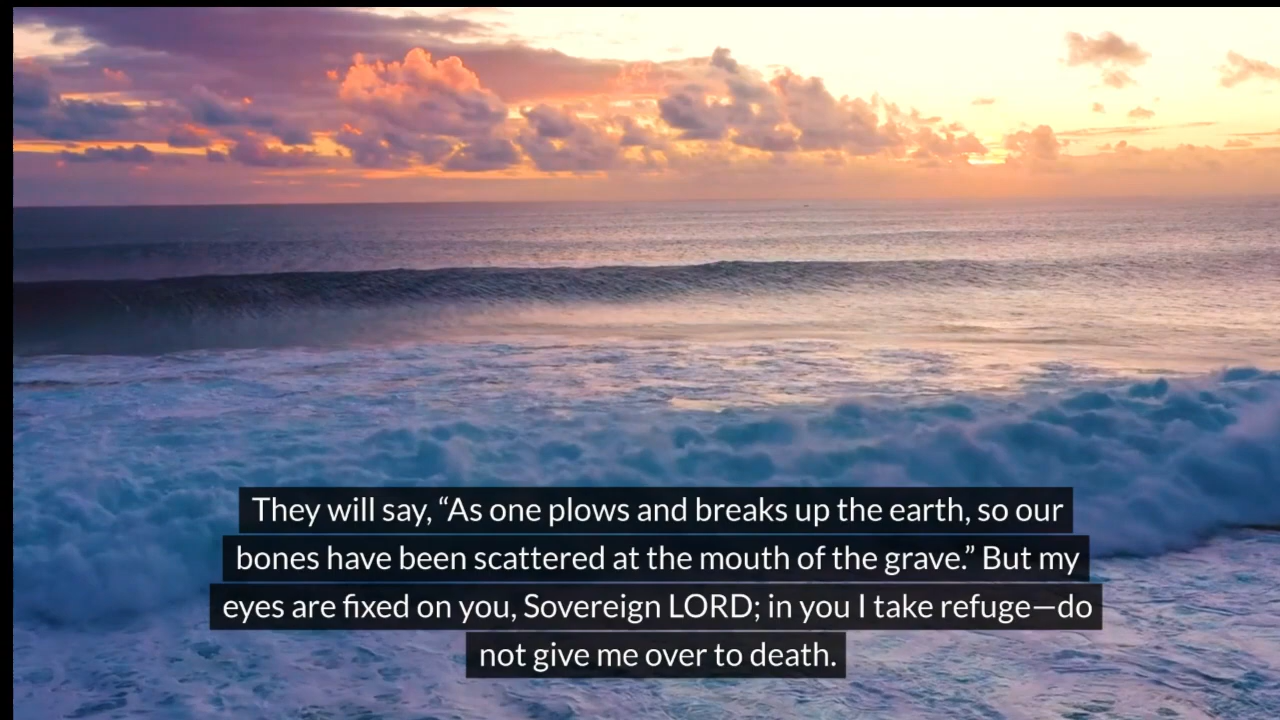 They will say, “As one plows and breaks up the earth, so our
bones have been scattered at the mouth of the grave.” But my
eyes are fixed on you, Sovereign LORD; in you I take refuge—do
not give me over to death.